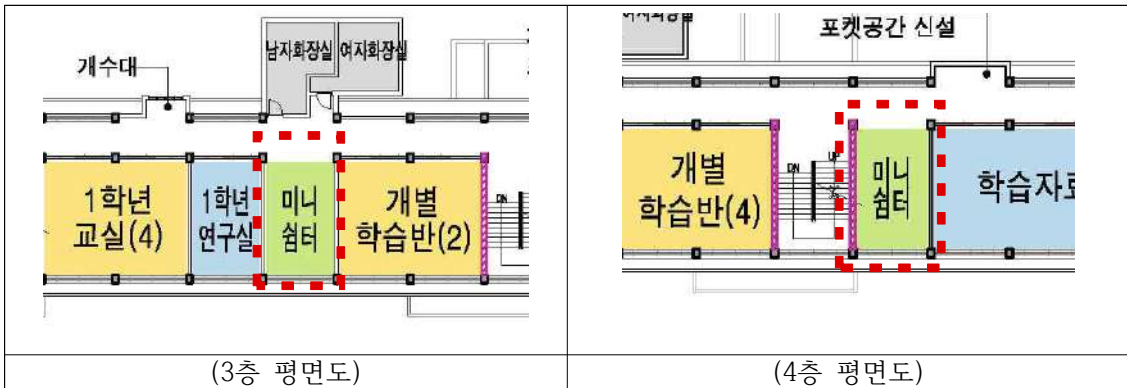 개수대
남자화장실
여자화장실
1학년
교실(4)
1학년
연구실
미니
쉼터
개별
학습반(2)
DN
(3층 평면도)
포켓공간 신설
개별
학습반(4)
DN
UP
미니
쉼터
학습자료
(4층 평면도)